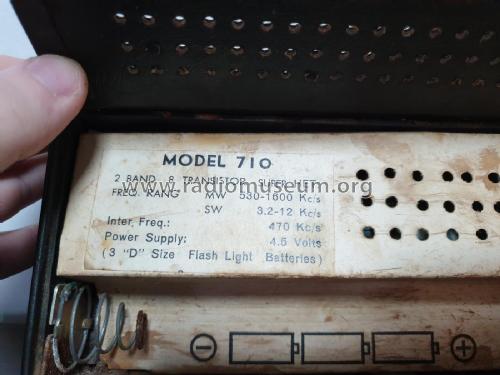 MODEL 710
2 BAND 8 TRANSISTOR SUPER HET
www.radiomuseum.org
FREQ. RANG MW 530-1600 Kc/s
SW 3.2-12 Kc/s
Inter. Freq.: 470 Kc/s
Power Supply: 4.5 Volts
(3 "D" Size Flash Light Batteries)